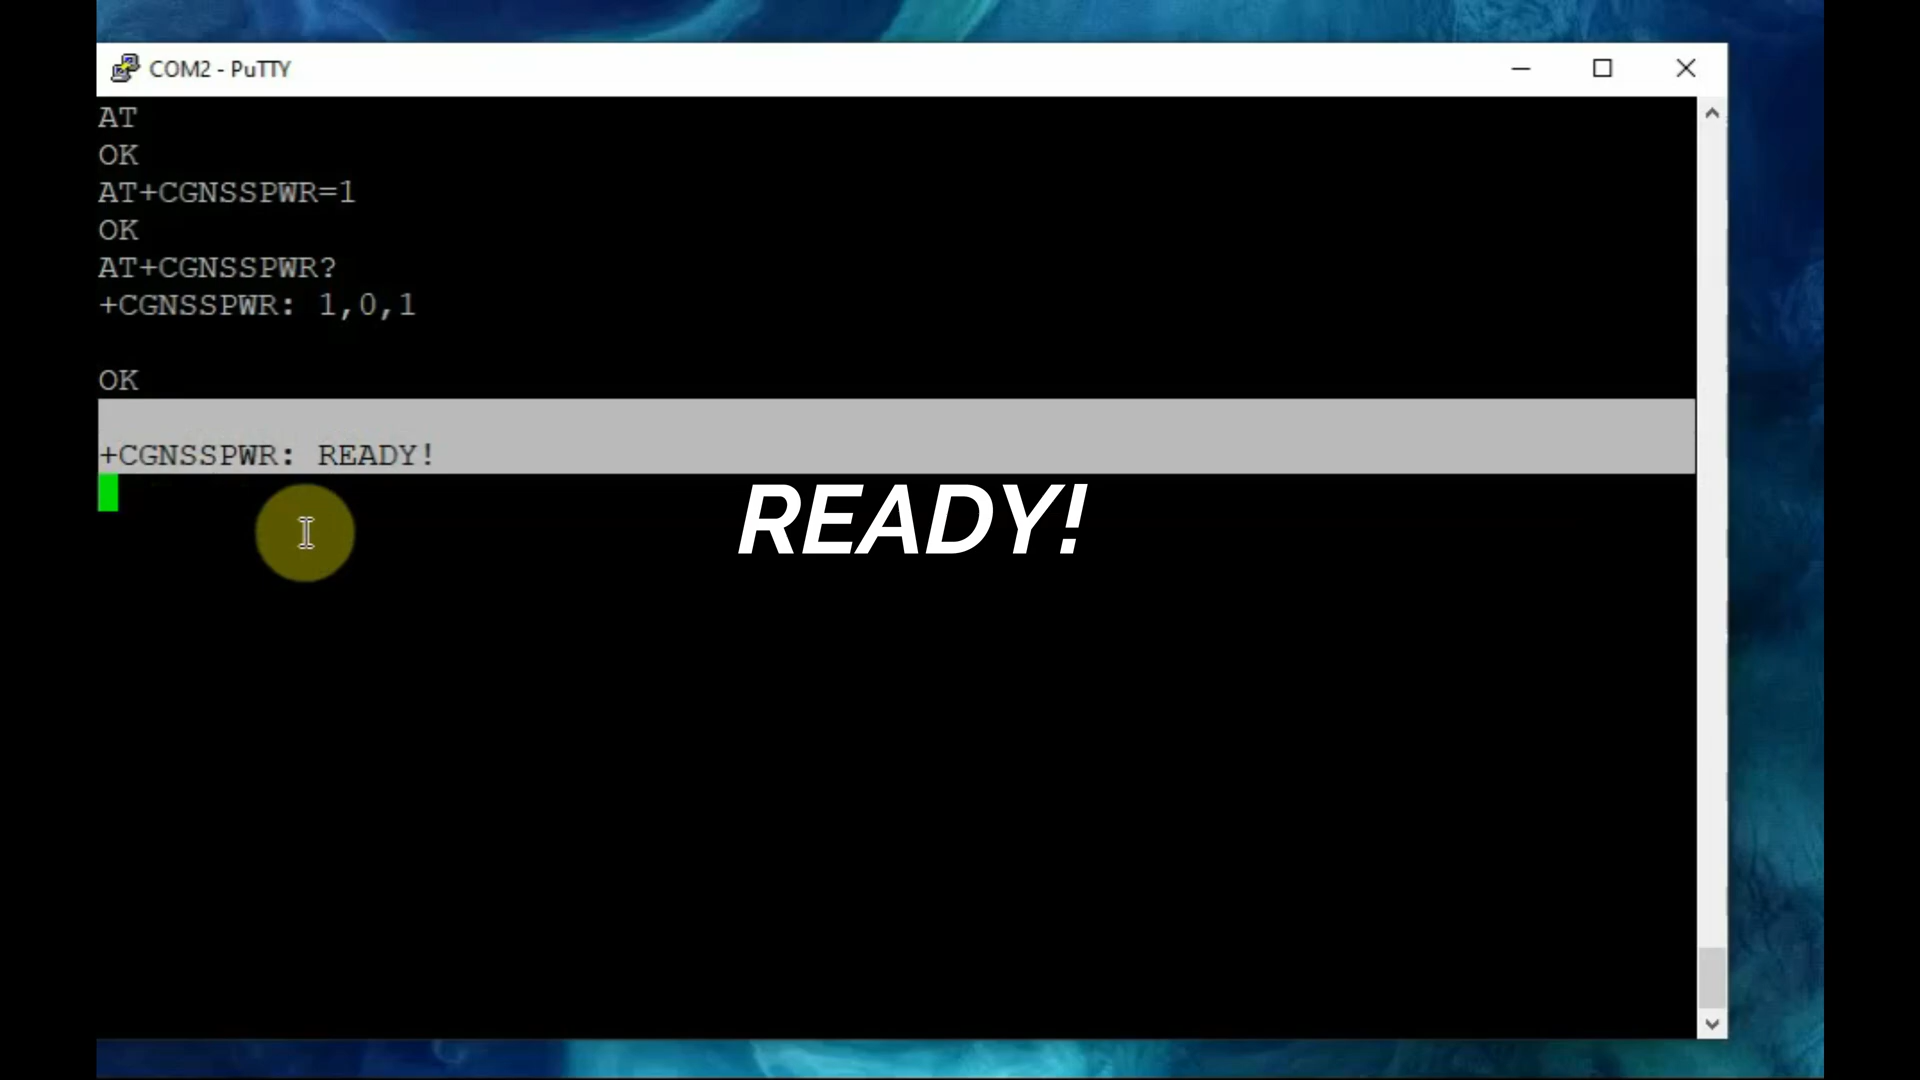 COM2 - PuTTY
AT
OK
AT+CGNSSPWR=1
OK
AT+CGNSSPWR?
+CGNSSPWR: 1,0,1
OK
+CGNSSPWR: READY!
READY!